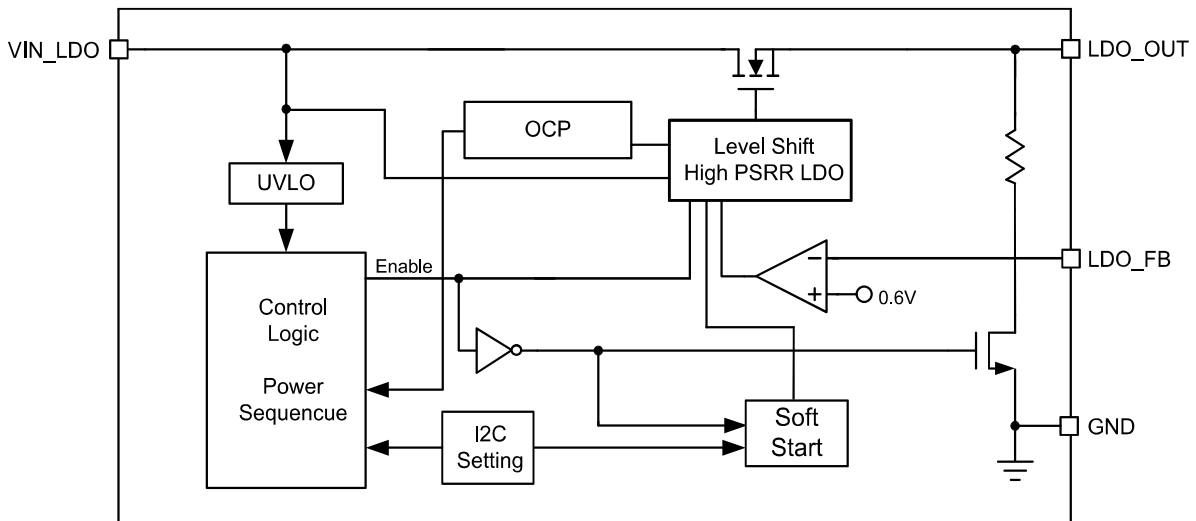 VIN_LDO
LDO_OUT
OCP
Level Shift
High PSRR LDO
UVLO
Enable
LDO_FB
−
+
0.6V
Control
Logic
Power
Sequencue
I2C
Setting
Soft
Start
GND